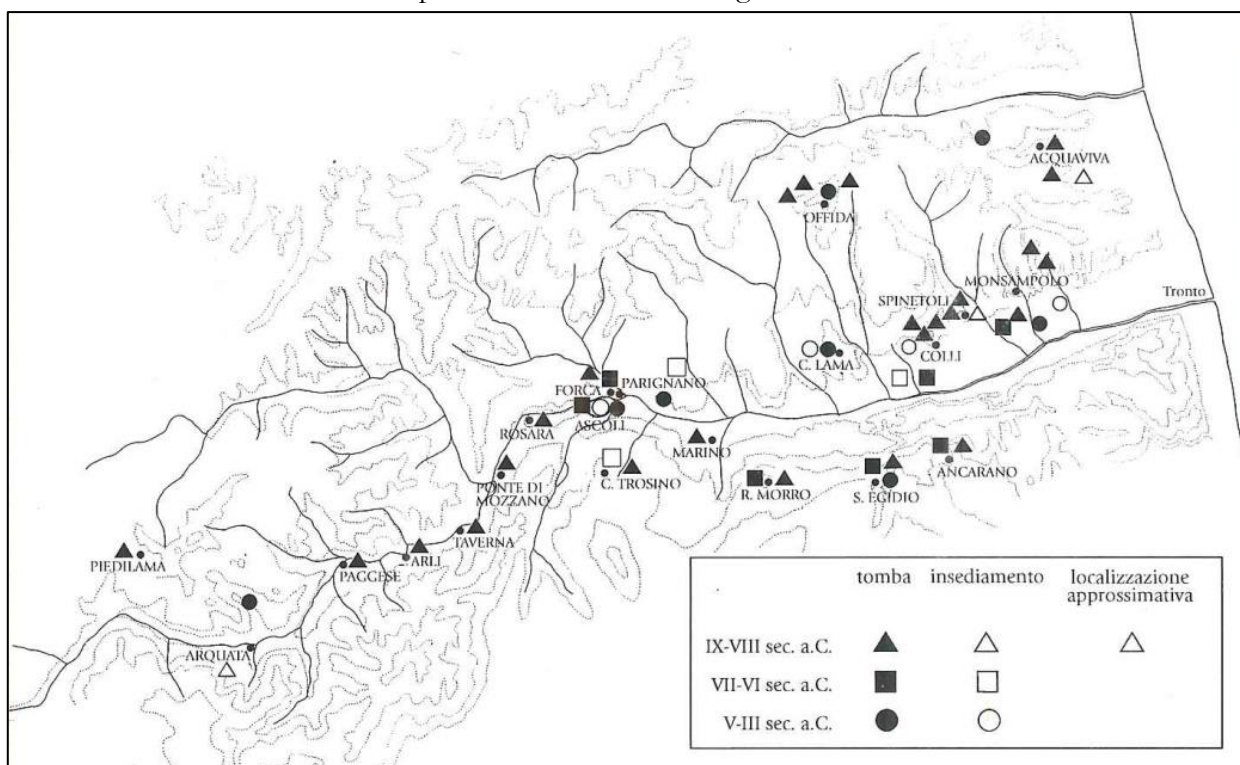 ACQUAVIVA
OFFIDA
MONSAMPOLO
Tronto
SPINETOLI
COLLI
C. LAMA
PARIGNANO
FORCA
ASCOLI
ROSARA
MARINO
C. TROSINO
R. MORRO
S. EGIDIO
ANCARANO
PONTE DI
MOZZANO
TAVERNA
ARLI
PACCESE
PIEDILAMA
ARQUATA
tomba insediamento localizzazione
approssimativa
IX-VIII sec. a.C.
VII-VI sec. a.C.
V-III sec. a.C.